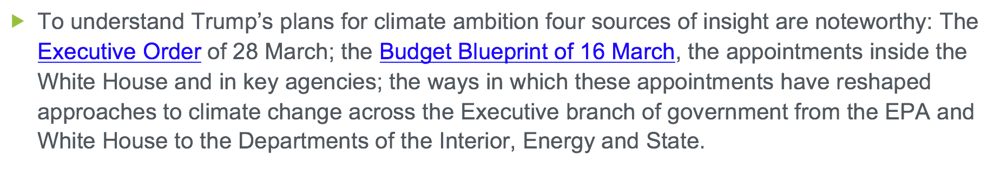 To understand Trump’s plans for climate ambition four sources of insight are noteworthy: The
Executive Order of 28 March; the Budget Blueprint of 16 March, the appointments inside the
White House and in key agencies; the ways in which these appointments have reshaped
approaches to climate change across the Executive branch of government from the EPA and
White House to the Departments of the Interior, Energy and State.